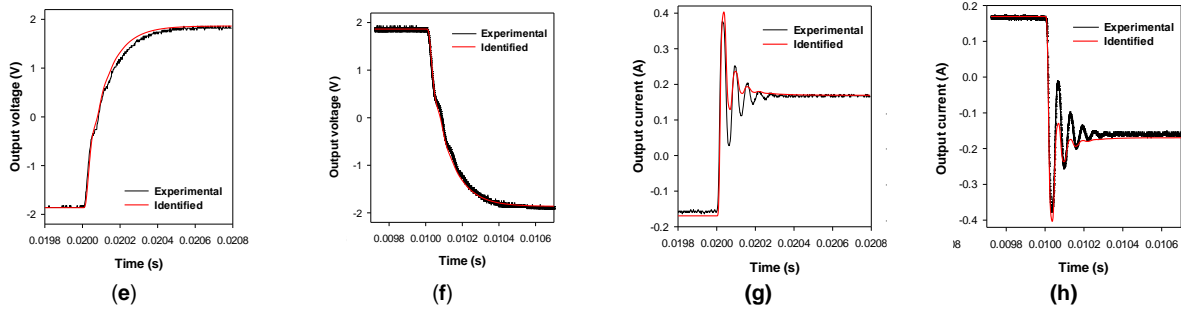 Output voltage (V)
2
1
0
-1
-2
Experimental
Identified
0.0198 0.0200 0.0202 0.0204 0.0206 0.0208
Time (s)
(e)
Output voltage (V)
2
1
0
-1
-2
Experimental
Identified
0.0098 0.0100 0.0102 0.0104 0.0106
Time (s)
(f)
Output current (A)
0.4
0.2
0.0
-0.1
-0.2
Experimental
Identified
0.0198 0.0200 0.0202 0.0204 0.0206 0.0208
Time (s)
(g)
Output current (A)
0.2
0.1
0.0
-0.1
-0.2
-0.3
-0.4
Experimental
Identified
)8 0.0098 0.0100 0.0102 0.0104 0.0106
Time (s)
(h)